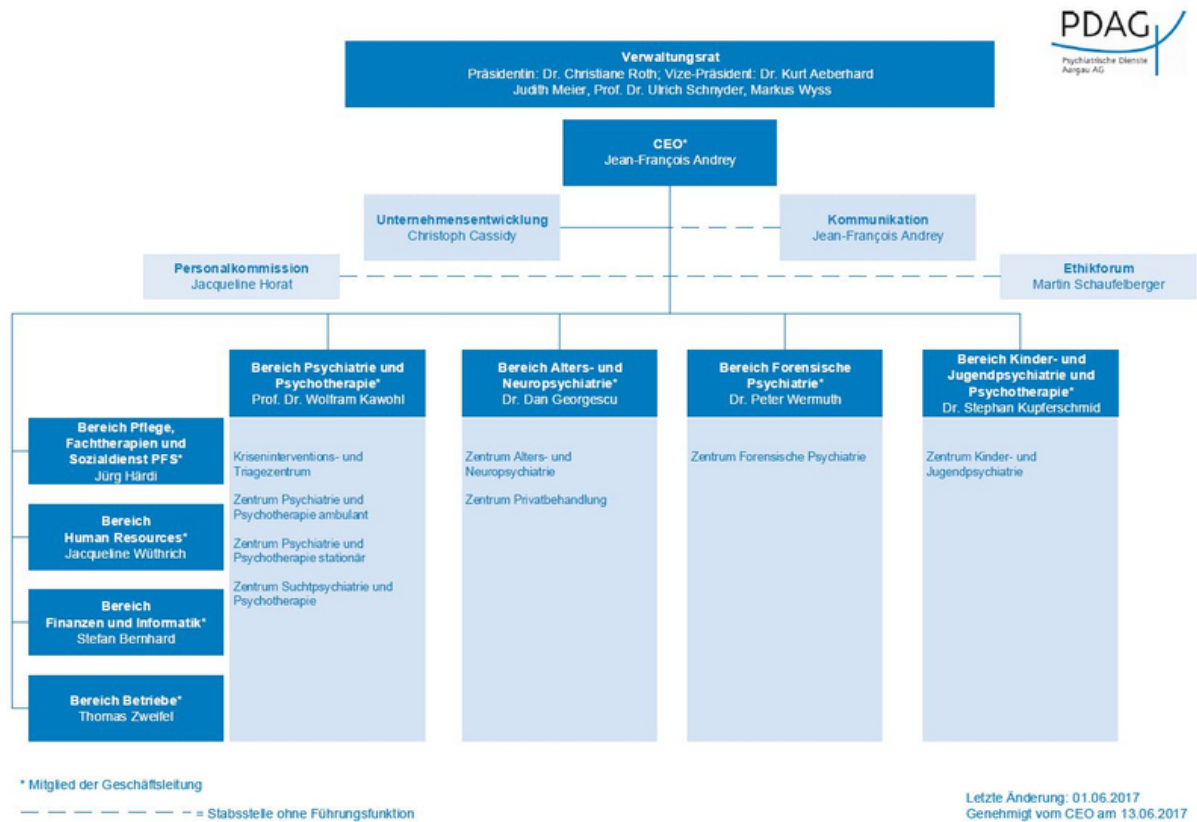 PDAG
Psychiatrische Dienste
Aargau AG
Verwaltungsrat
Präsidentin: Dr. Christiane Roth; Vize-Präsident: Dr. Kurt Aeberhard
Judith Meier, Prof. Dr. Ulrich Schnyder, Markus Wyss
CEO*
Jean-François Andrey
Unternehmensentwicklung
Christoph Cassidy
Kommunikation
Jean-François Andrey
Personalkommission
Jacqueline Horat
Ethikforum
Martin Schaufelberger
Bereich Psychiatrie und
Psychotherapie*
Prof. Dr. Wolfram Kawohl
Kriseninterventions- und
Triagezentrum
Zentrum Psychiatrie und
Psychotherapie ambulant
Zentrum Psychiatrie und
Psychotherapie stationär
Zentrum Suchtpsychiatrie und
Psychotherapie
Bereich Alters- und
Neuropsychiatrie*
Dr. Dan Georgescu
Zentrum Alters- und
Neuropsychiatrie
Zentrum Privatbehandlung
Bereich Forensische
Psychiatrie*
Dr. Peter Wermuth
Zentrum Forensische Psychiatrie
Bereich Kinder- und
Jugendpsychiatrie und
Psychotherapie*
Dr. Stephan Kupferschmid
Zentrum Kinder- und
Jugendpsychiatrie
Bereich Pflege,
Fachtherapien und
Sozialdienst PFS*
Jürg Härdi
Bereich
Human Resources*
Jacqueline Wüthrich
Bereich
Finanzen und Informatik*
Stefan Bernhard
Bereich Betriebe*
Thomas Zweifel
* Mitglied der Geschäftsleitung
= Stabsstelle ohne Führungsfunktion
Letzte Änderung: 01.06.2017
Genehmigt vom CEO am 13.06.2017